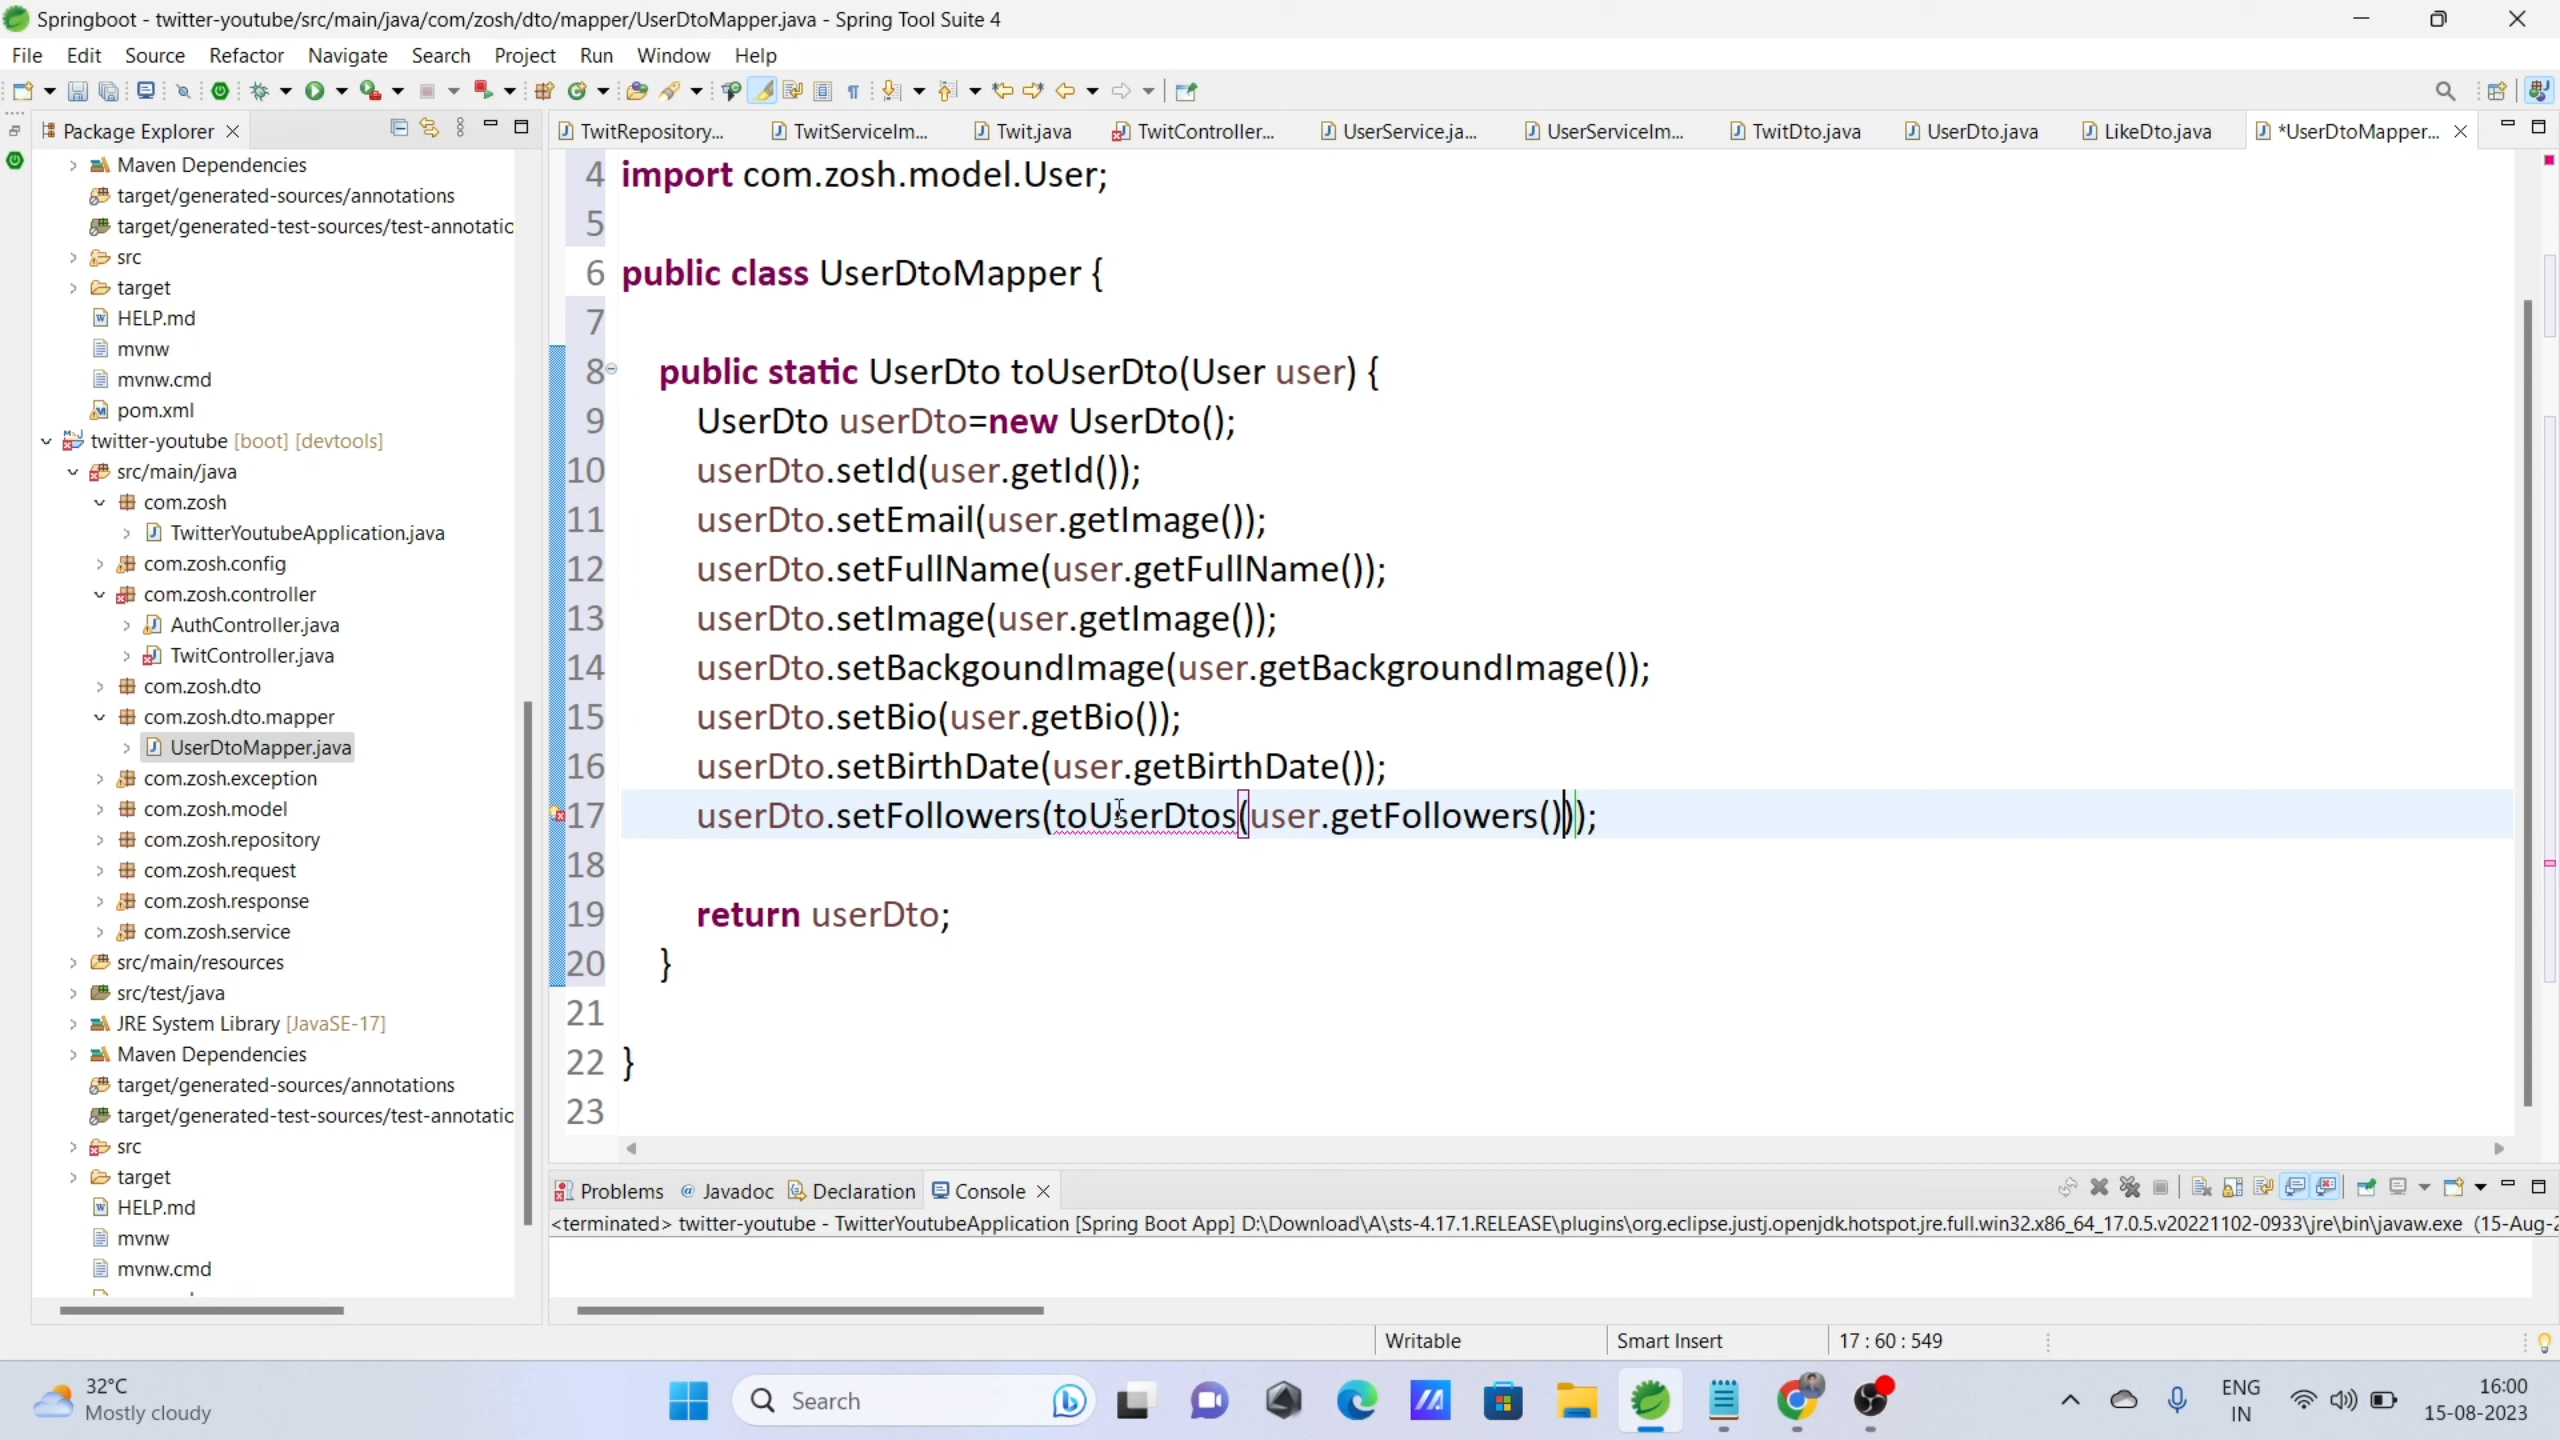 Springboot - twitter-youtube/src/main/java/com/zosh/dto/mapper/UserDtoMapper.java - Spring Tool Suite 4
File Edit Source Refactor Navigate Search Project Run Window Help
Package Explorer
TwitRepository... TwitServiceIm... Twit.java TwitController... UserService.ja... UserServiceIm... TwitDto.java UserDto.java LikeDto.java *UserDtoMapper...
Maven Dependencies
target/generated-sources/annotations
target/generated-test-sources/test-annotatic
src
target
HELP.md
mvnw
mvnw.cmd
pom.xml
twitter-youtube [boot] [devtools]
src/main/java
com.zosh
TwitterYoutubeApplication.java
com.zosh.config
com.zosh.controller
AuthController.java
TwitController.java
com.zosh.dto
com.zosh.dto.mapper
UserDtoMapper.java
com.zosh.exception
com.zosh.model
com.zosh.repository
com.zosh.request
com.zosh.response
com.zosh.service
src/main/resources
src/test/java
JRE System Library [JavaSE-17]
Maven Dependencies
target/generated-sources/annotations
target/generated-test-sources/test-annotatic
src
target
HELP.md
mvnw
mvnw.cmd
4 import com.zosh.model.User;
5
6 public class UserDtoMapper {
7
8 public static UserDto toUserDto(User user) {
9 UserDto userDto=new UserDto();
10 userDto.setId(user.getId());
11 userDto.setEmail(user.getImage());
12 userDto.setFullName(user.getFullName());
13 userDto.setImage(user.getImage());
14 userDto.setBackgoundImage(user.getBackgroundImage());
15 userDto.setBio(user.getBio());
16 userDto.setBirthDate(user.getBirthDate());
17 userDto.setFollowers(toUserDtos(user.getFollowers()));
18
19 return userDto;
20 }
21
22 }
23
Problems Javadoc Declaration Console
<terminated> twitter-youtube - TwitterYoutubeApplication [Spring Boot App] D:\Download\A\sts-4.17.1.RELEASE\plugins\org.eclipse.justj.openjdk.hotspot.jre.full.win32.x86_64_17.0.5.v20221102-0933\jre\bin\javaw.exe (15-Aug-2
Writable Smart Insert 17 : 60 : 549
32°C
Mostly cloudy
Search
ENG
IN
16:00
15-08-2023